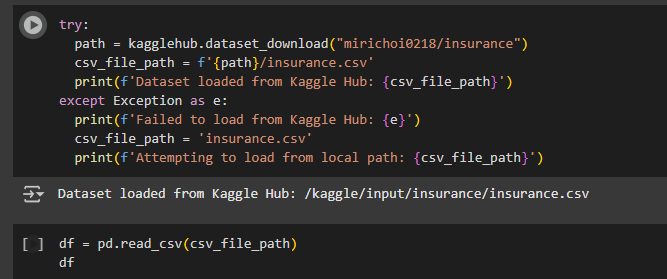 try:
  path = kagglehub.dataset_download("mirichoi0218/insurance")
  csv_file_path = f'{path}/insurance.csv'
  print(f'Dataset loaded from Kaggle Hub: {csv_file_path}')
except Exception as e:
  print(f'Failed to load from Kaggle Hub: {e}')
  csv_file_path = 'insurance.csv'
  print(f'Attempting to load from local path: {csv_file_path}')
Dataset loaded from Kaggle Hub: /kaggle/input/insurance/insurance.csv
[ ] df = pd.read_csv(csv_file_path)
df